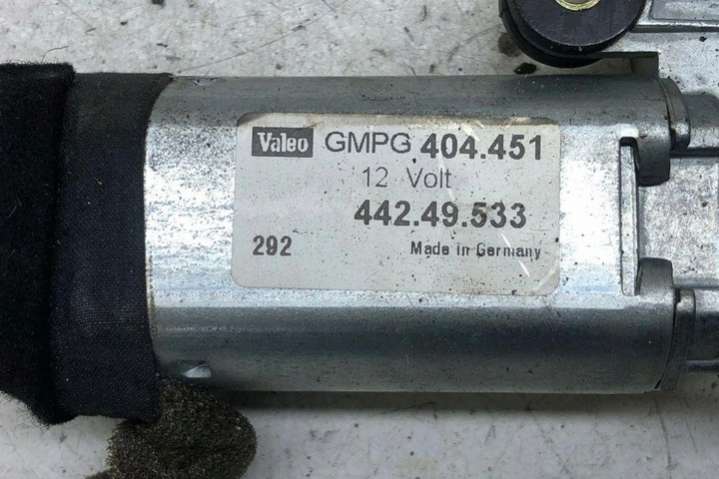 Valeo GMPG 404.451
12 Volt
442.49.533
292 Made in Germany